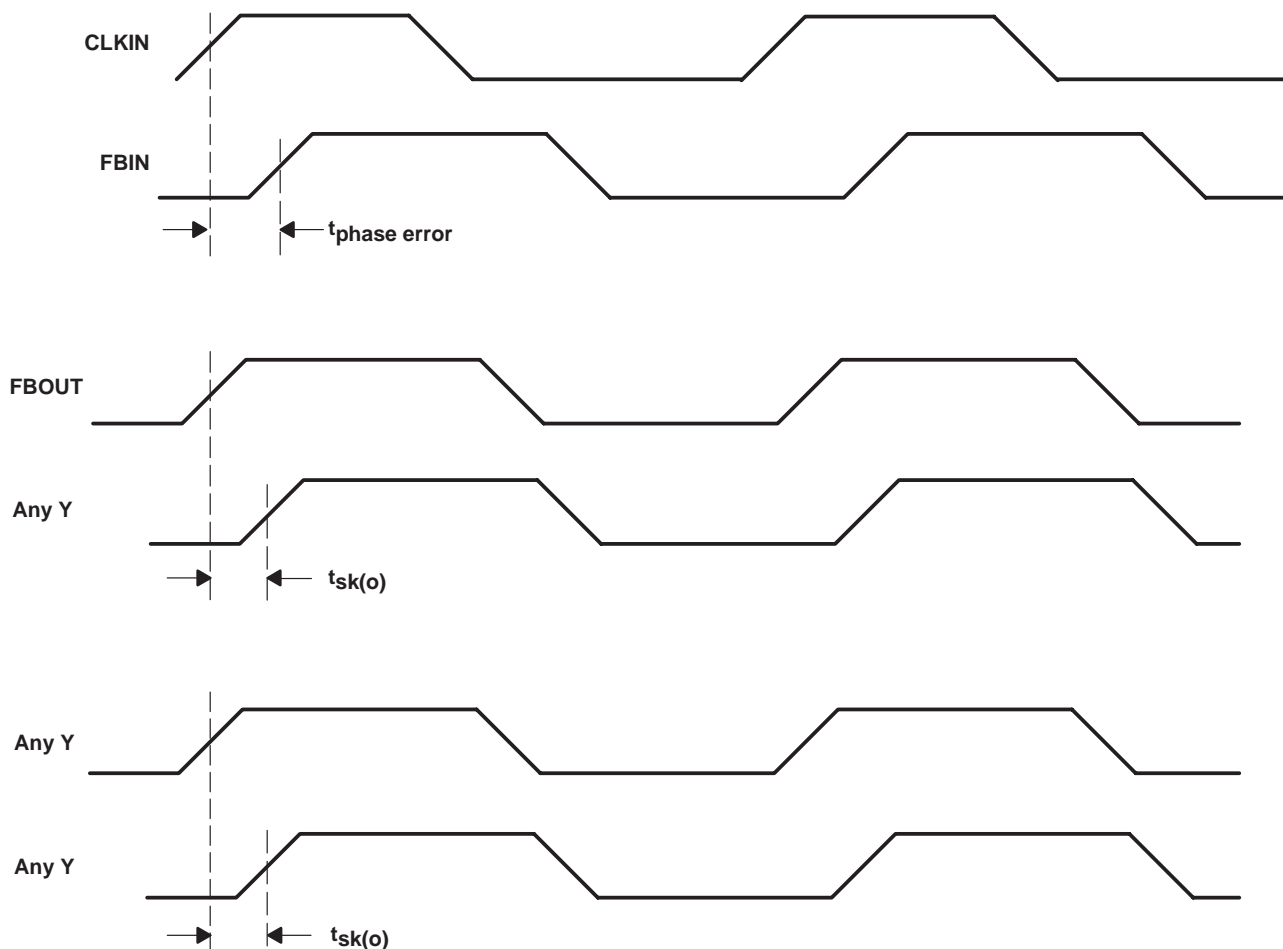 CLKIN
FBIN
tphase error
FBOUT
Any Y
tsk(o)
Any Y
Any Y
tsk(o)